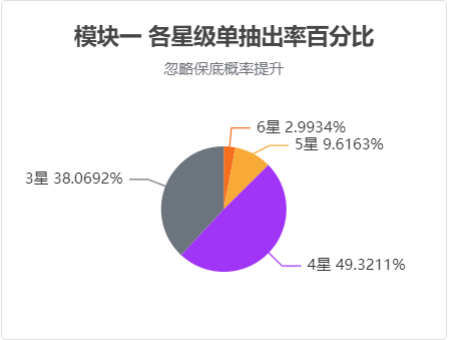 模块一 各星级单抽出率百分比
忽略保底概率提升
6星 2.9934%
5星 9.6163%
3星 38.0692%
4星 49.3211%